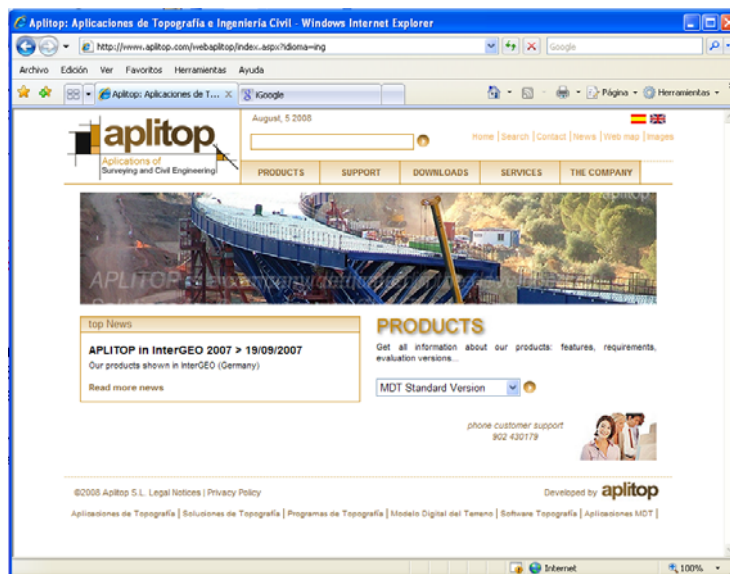 Aplitop: Aplicaciones de Topografía e Ingeniería Civil - Windows Internet Explorer
http://www.aplitop.com/webaplitop/index.aspx?idioma=ing
Google
Archivo Edición Ver Favoritos Herramientas Ayuda
Aplitop: Aplicaciones de T... X iGoogle Página Herramientas
August, 5 2008
aplitop
Aplications of
Surveying and Civil Engineering
Home | Search | Contact | News | Web map | Images
PRODUCTS SUPPORT DOWNLOADS SERVICES THE COMPANY
APLITOP is a company dedicated
top News
APLITOP in InterGEO 2007 > 19/09/2007
Our products shown in InterGEO (Germany)
Read more news
PRODUCTS
Get all information about our products: features, requirements,
evaluation versions...
MDT Standard Version
phone customer support
902 430179
©2008 Aplitop S.L. Legal Notices | Privacy Policy
Developed by aplitop
Aplicaciones de Topografía | Soluciones de Topografía | Programas de Topografía | Modelo Digital del Terreno | Software Topografía | Aplicaciones MDT |
Internet 100%